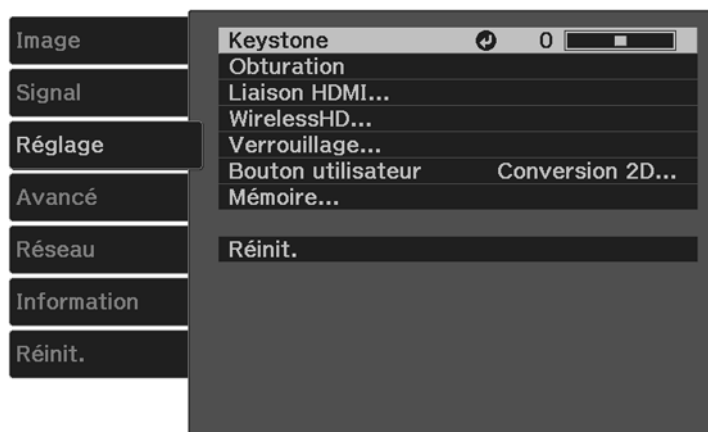 Image
Signal
Réglage
Avancé
Réseau
Information
Réinit.
Keystone 0
Obturation
Liaison HDMI...
WirelessHD...
Verrouillage...
Bouton utilisateur Conversion 2D...
Mémoire...
Réinit.